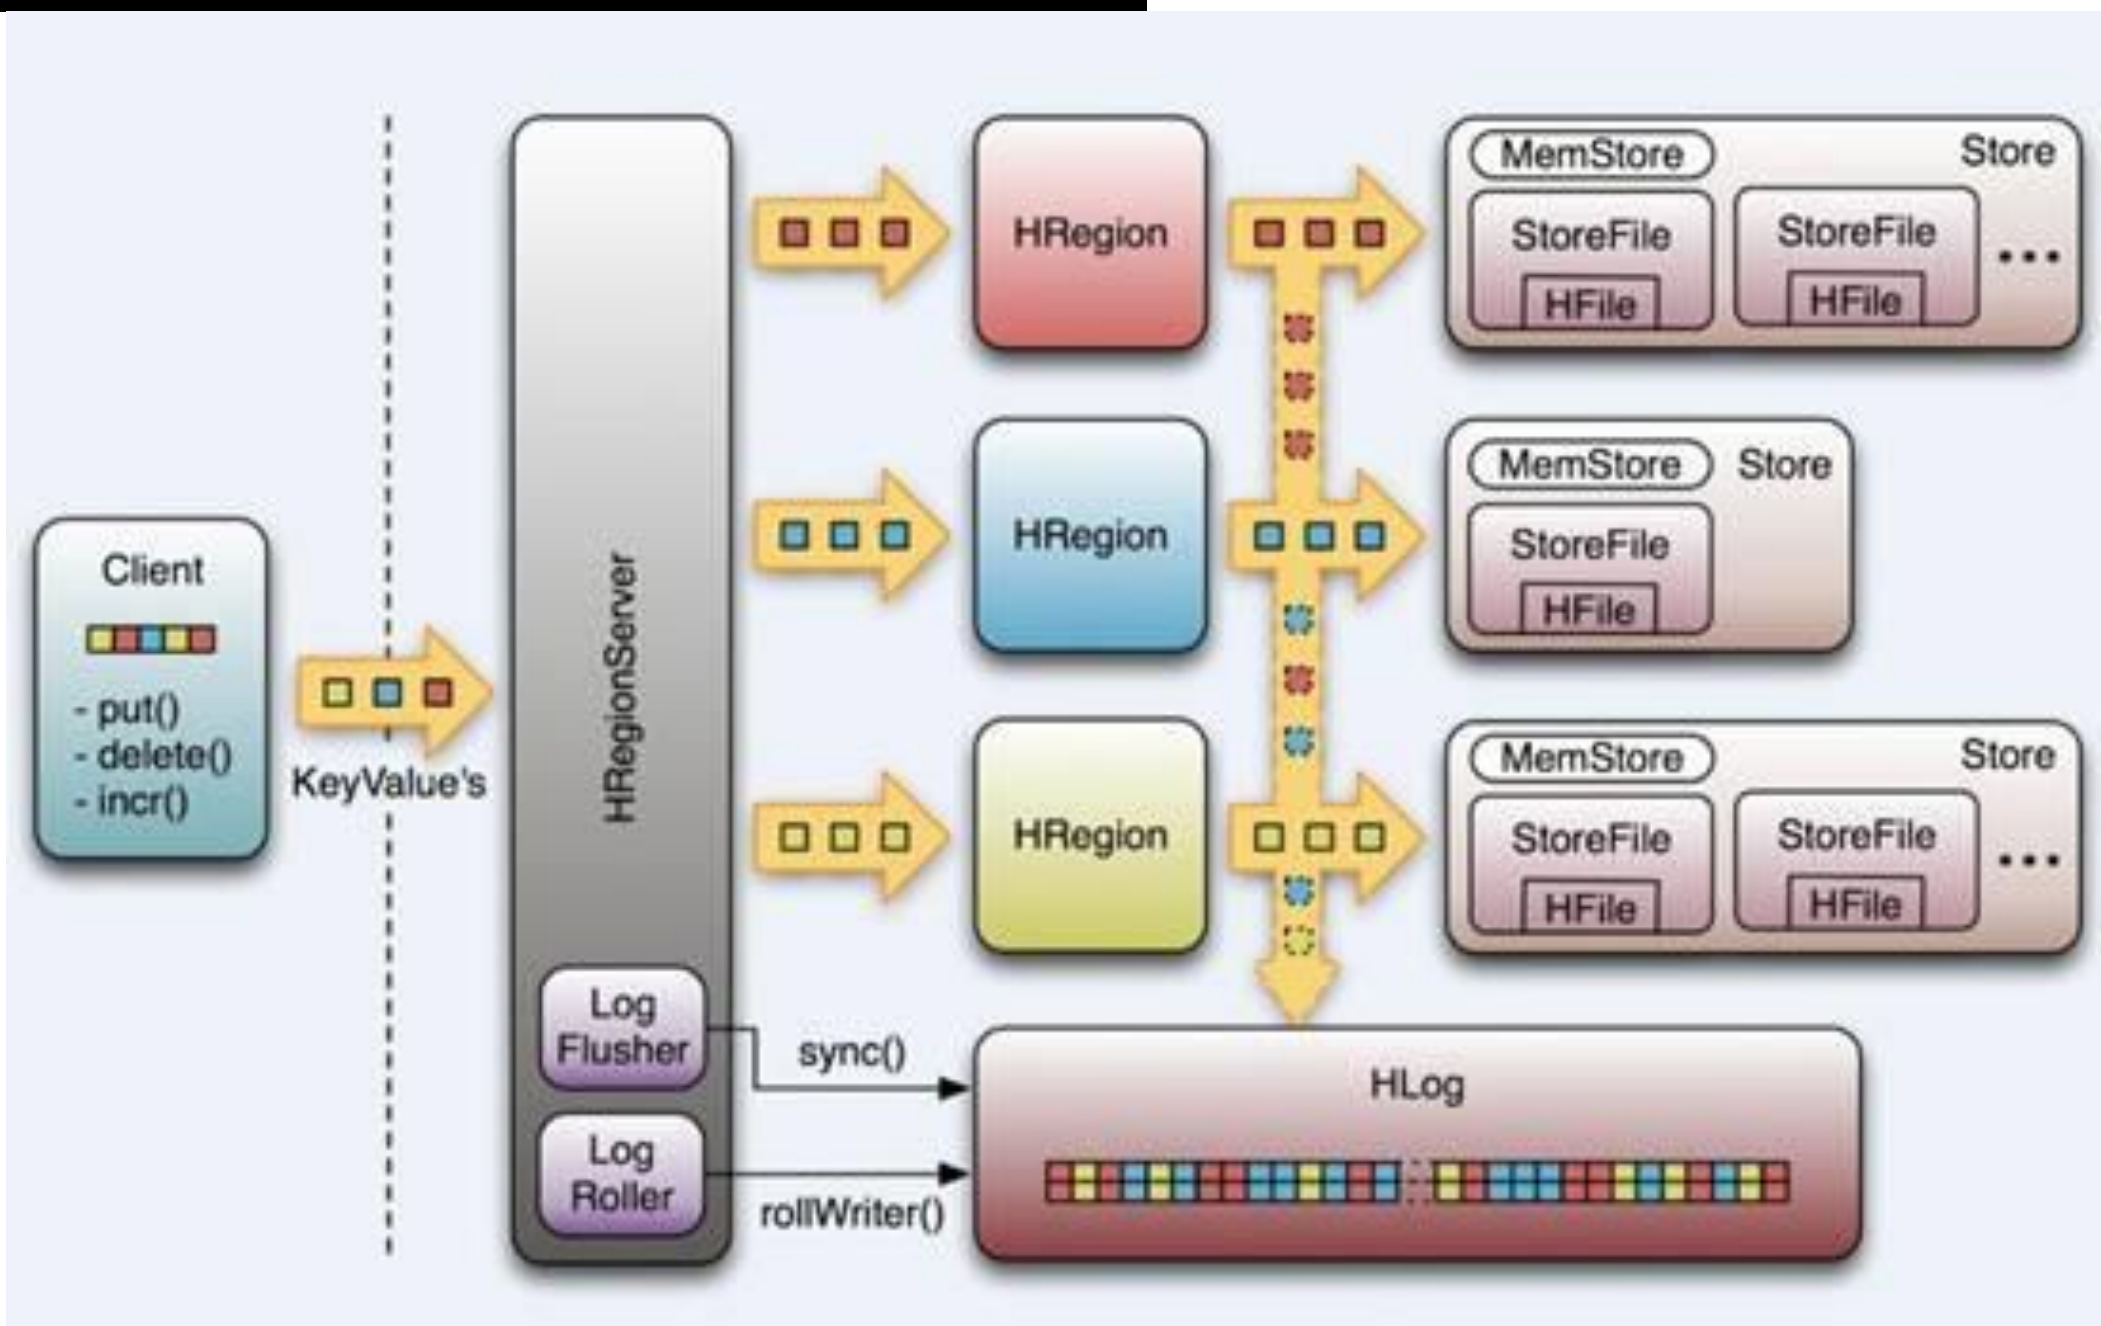 Client
- put()
- delete()
- incr()
KeyValue's
HRegionServer
Log
Flusher
Log
Roller
sync()
rollWriter()
HRegion
MemStore
Store
StoreFile
HFile
StoreFile
HFile
...
HRegion
MemStore
Store
StoreFile
HFile
HRegion
MemStore
Store
StoreFile
HFile
StoreFile
HFile
...
HLog